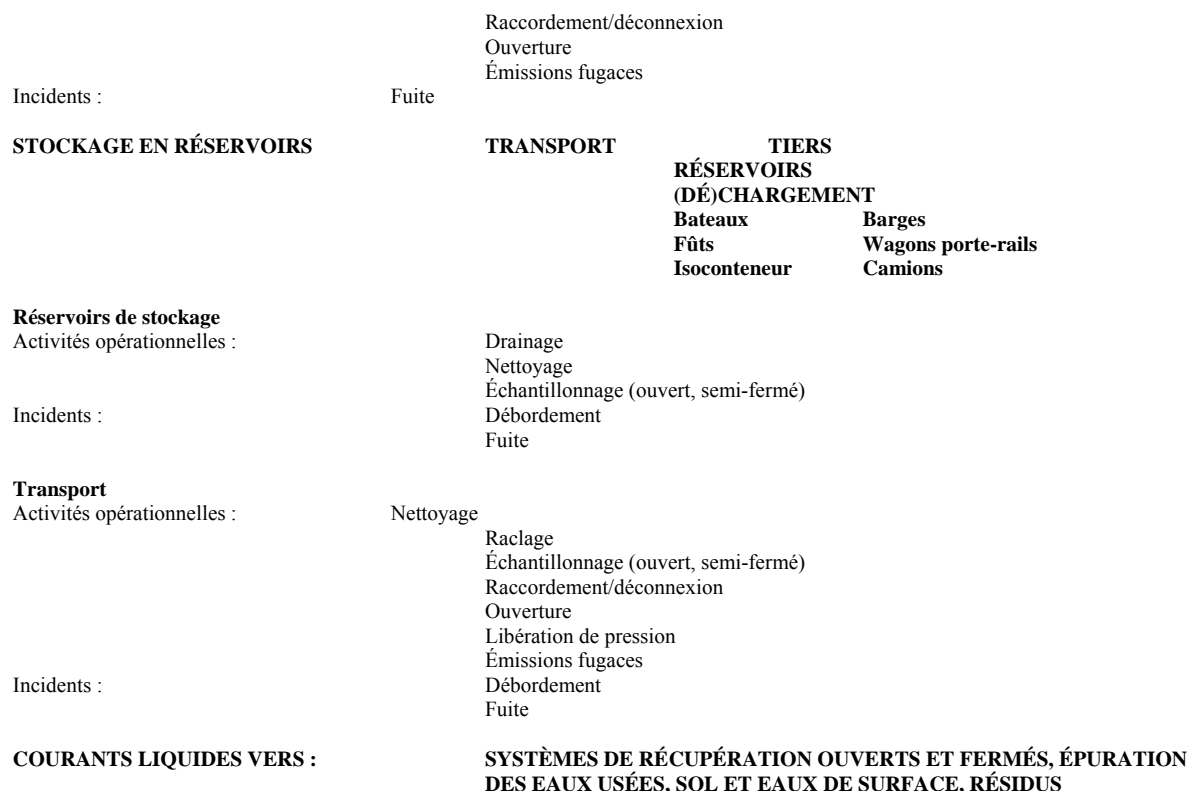 Raccordement/déconnexion
Ouverture
Émissions fugaces
Incidents : Fuite
STOCKAGE EN RÉSERVOIRS TRANSPORT TIERS
RÉSERVOIRS
(DÉ)CHARGEMENT
Bateaux Barges
Fûts Wagons porte-rails
Isoconteneur Camions
Réservoirs de stockage
Activités opérationnelles : Drainage
Nettoyage
Échantillonnage (ouvert, semi-fermé)
Incidents : Débordement
Fuite
Transport
Activités opérationnelles : Nettoyage
Raclage
Échantillonnage (ouvert, semi-fermé)
Raccordement/déconnexion
Ouverture
Libération de pression
Émissions fugaces
Incidents : Débordement
Fuite
COURANTS LIQUIDES VERS : SYSTÈMES DE RÉCUPÉRATION OUVERTS ET FERMÉS, ÉPURATION
DES EAUX USÉES, SOL ET EAUX DE SURFACE, RÉSIDUS